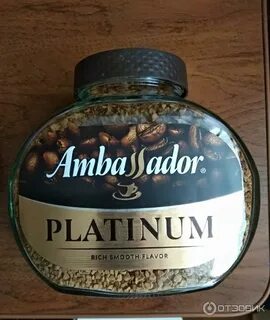 Ambassador®
PLATINUM
RICH SMOOTH FLAVOR
ОТЗОВИК